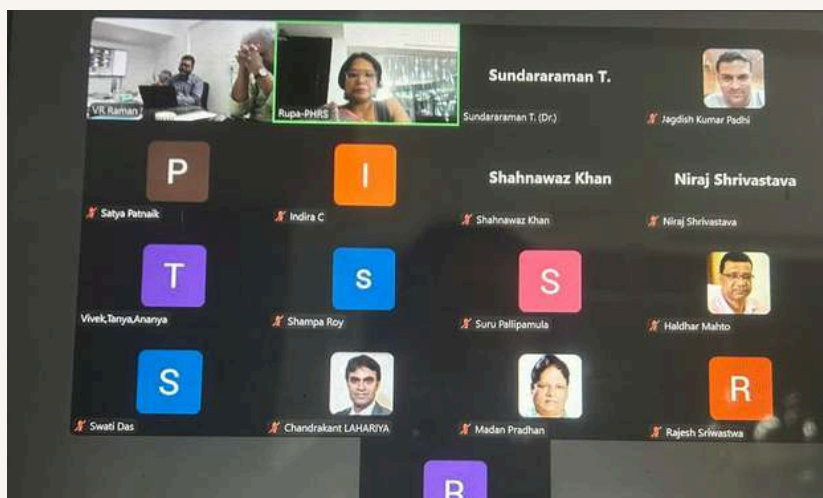 Sundararaman T.
VR Raman
Rupa-PHRS
Sundararaman T. (Dr.)
Jagdish Kumar Padhi
P
I
Shahnawaz Khan
Niraj Shrivastava
Satya Patnaik
Indira C
Shahnawaz Khan
Niraj Shrivastava
T
s
S
Vivek,Tanya,Ananya
Shampa Roy
Suru Pallipamula
Haldhar Mahto
S
R
Swati Das
Chandrakant LAHARIYA
Madan Pradhan
Rajesh Sriwastwa